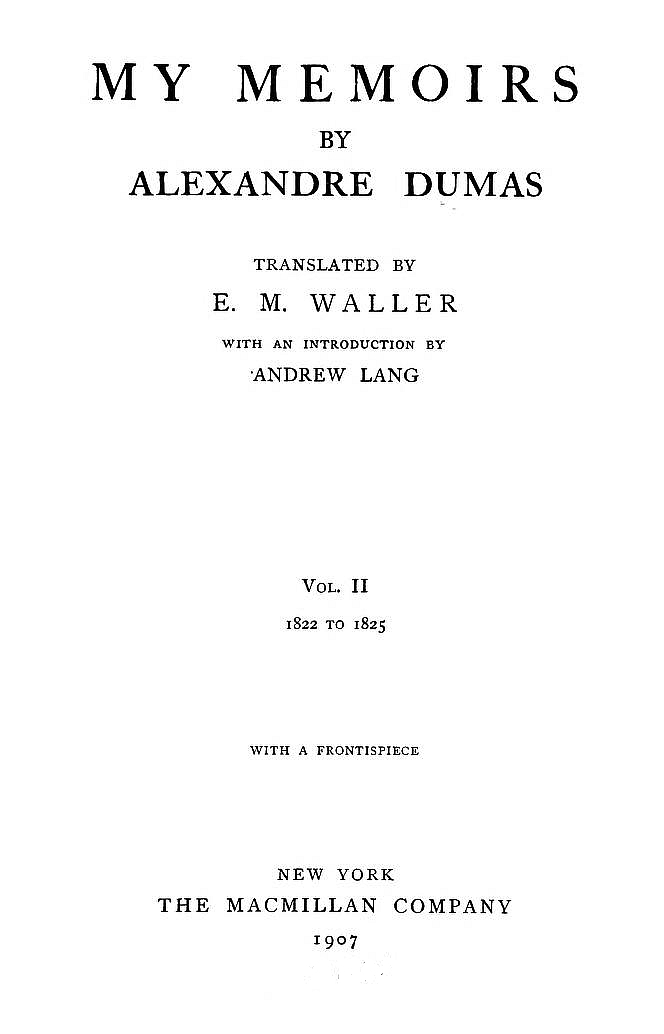 MY MEMOIRS
BY
ALEXANDRE DUMAS
TRANSLATED BY
E. M. WALLER
WITH AN INTRODUCTION BY
ANDREW LANG
VOL. II
1822 TO 1825
WITH A FRONTISPIECE
NEW YORK
THE MACMILLAN COMPANY
1907